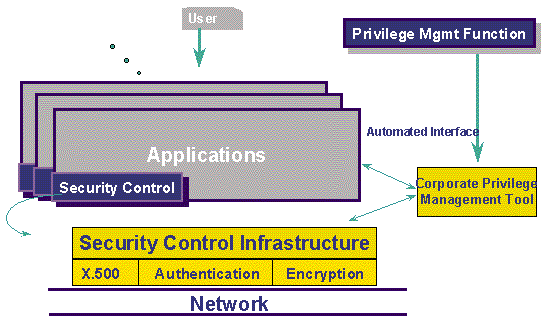 User
Privilege Mgmt Function
Automated Interface
Applications
Security Control
Corporate Privilege
Management Tool
Security Control Infrastructure
X.500
Authentication
Encryption
Network